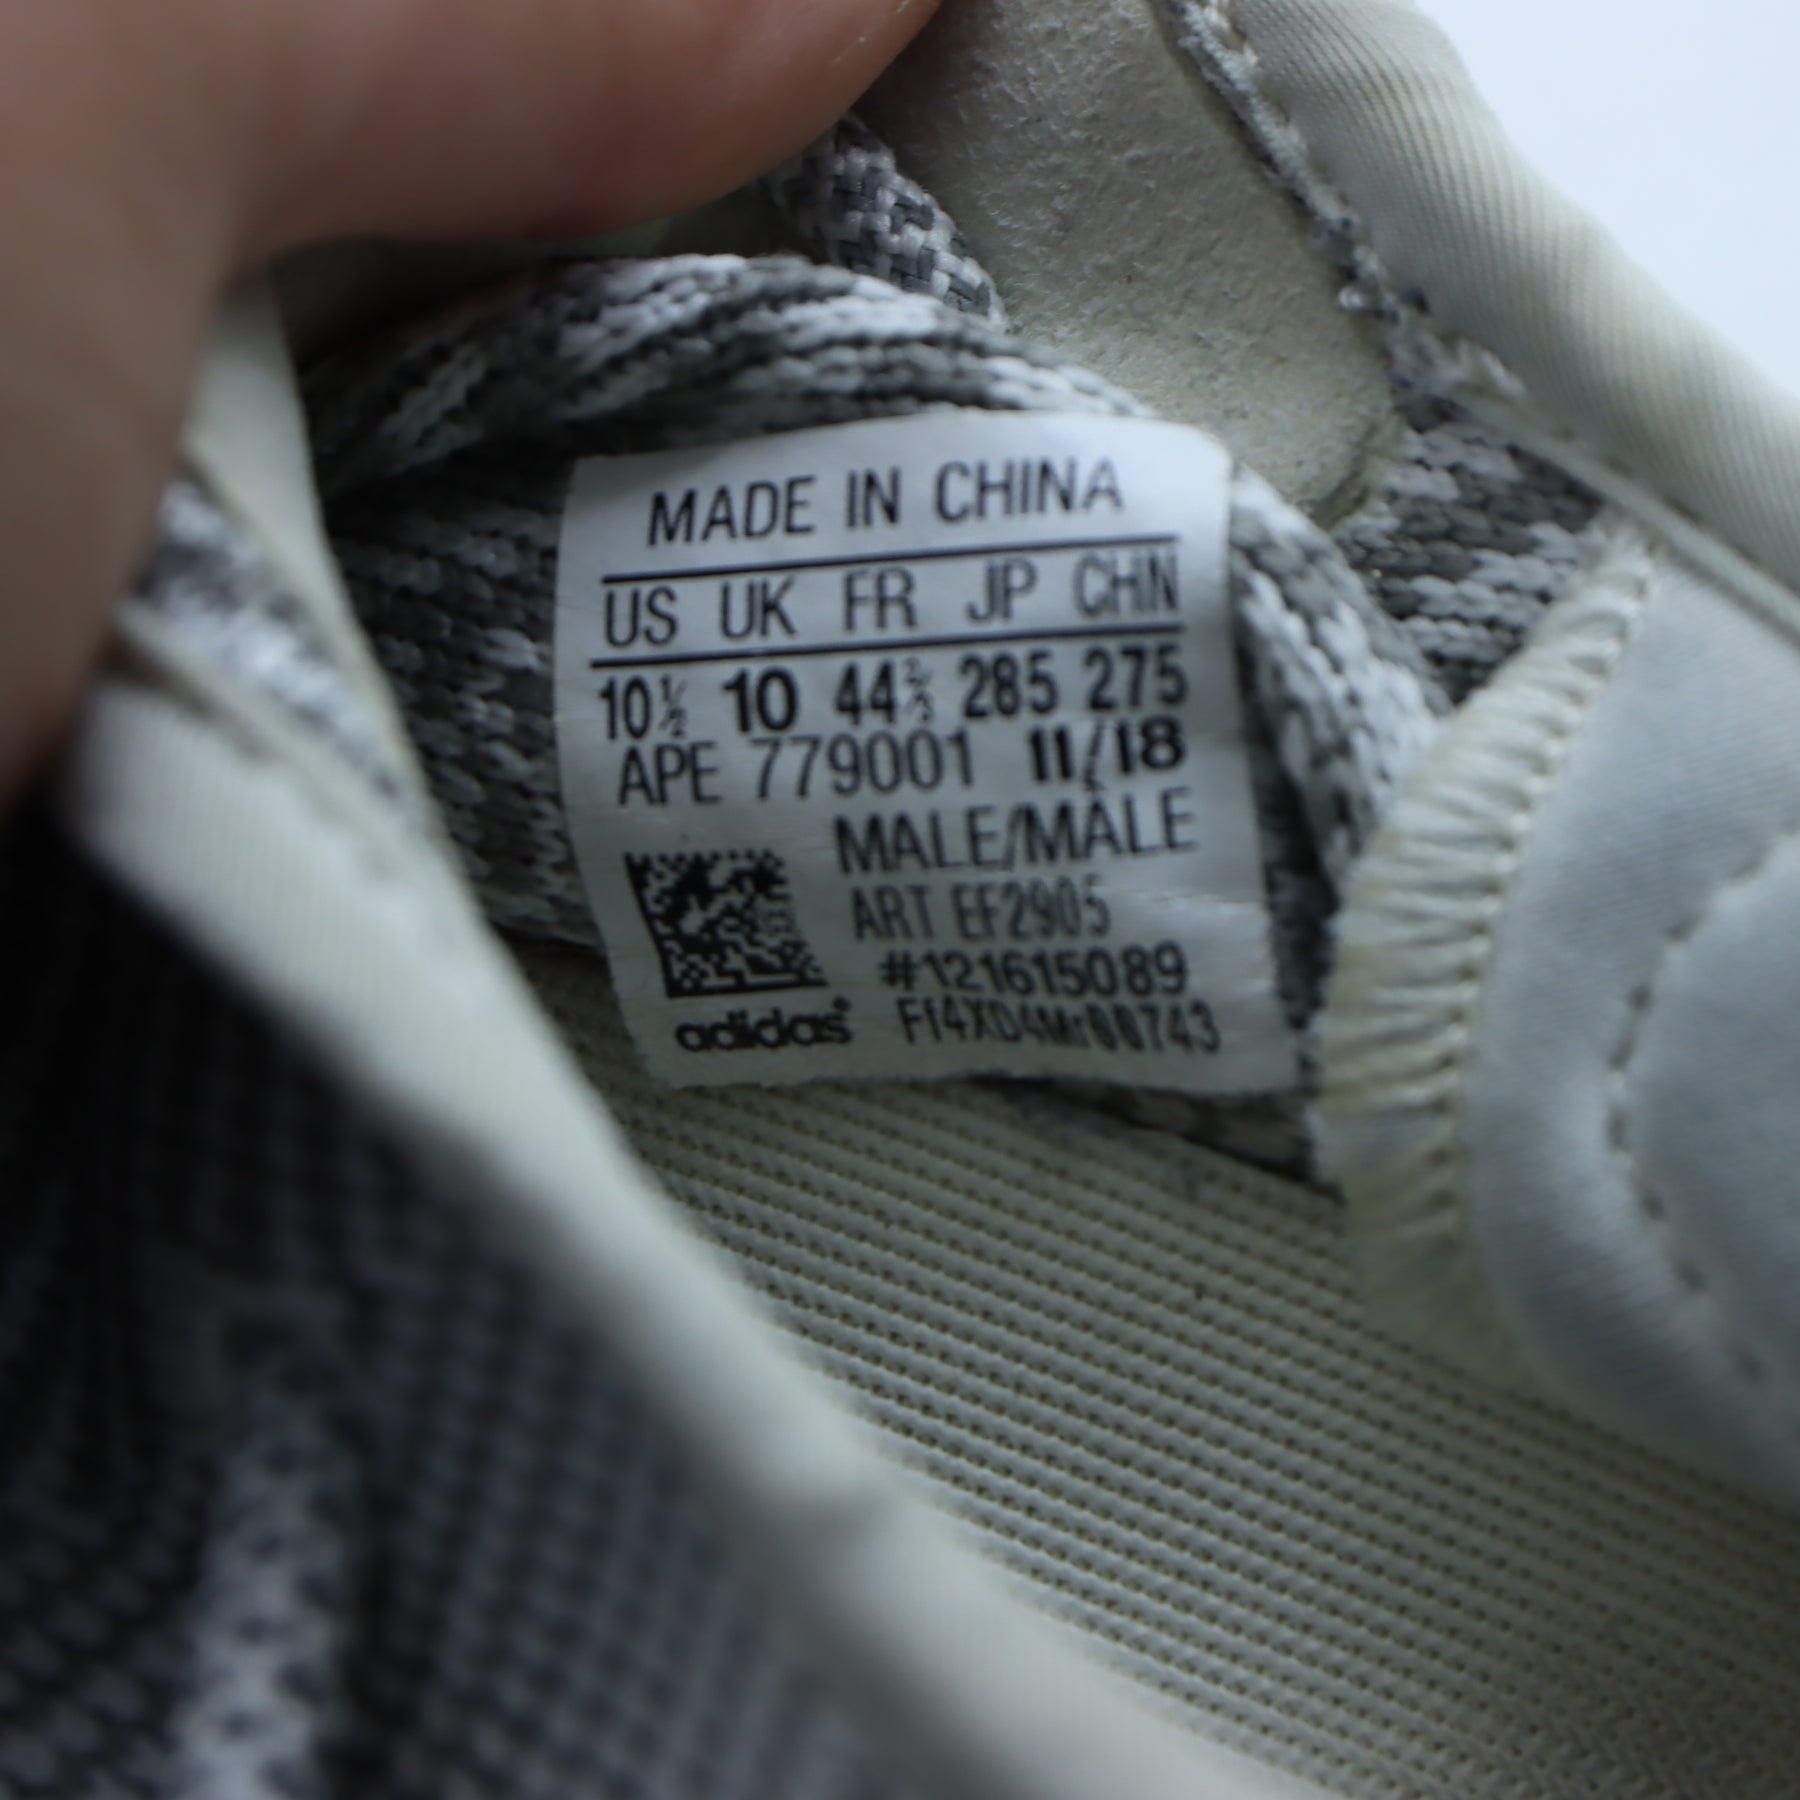 MADE IN CHINA
US UK FR JP CHN
10½ 10 44⅔ 285 275
APE 779001 11/18
MALE/MÂLE
ART EF2905
#121615089
adidas®